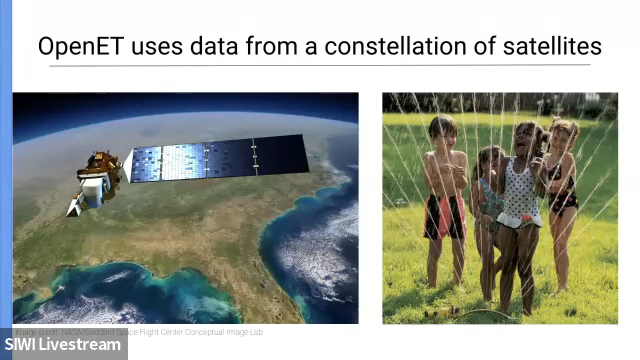 OpenET uses data from a constellation of satellites
Image credit: NASA/Goddard Space Flight Center Conceptual Image Lab
SIWI Livestream